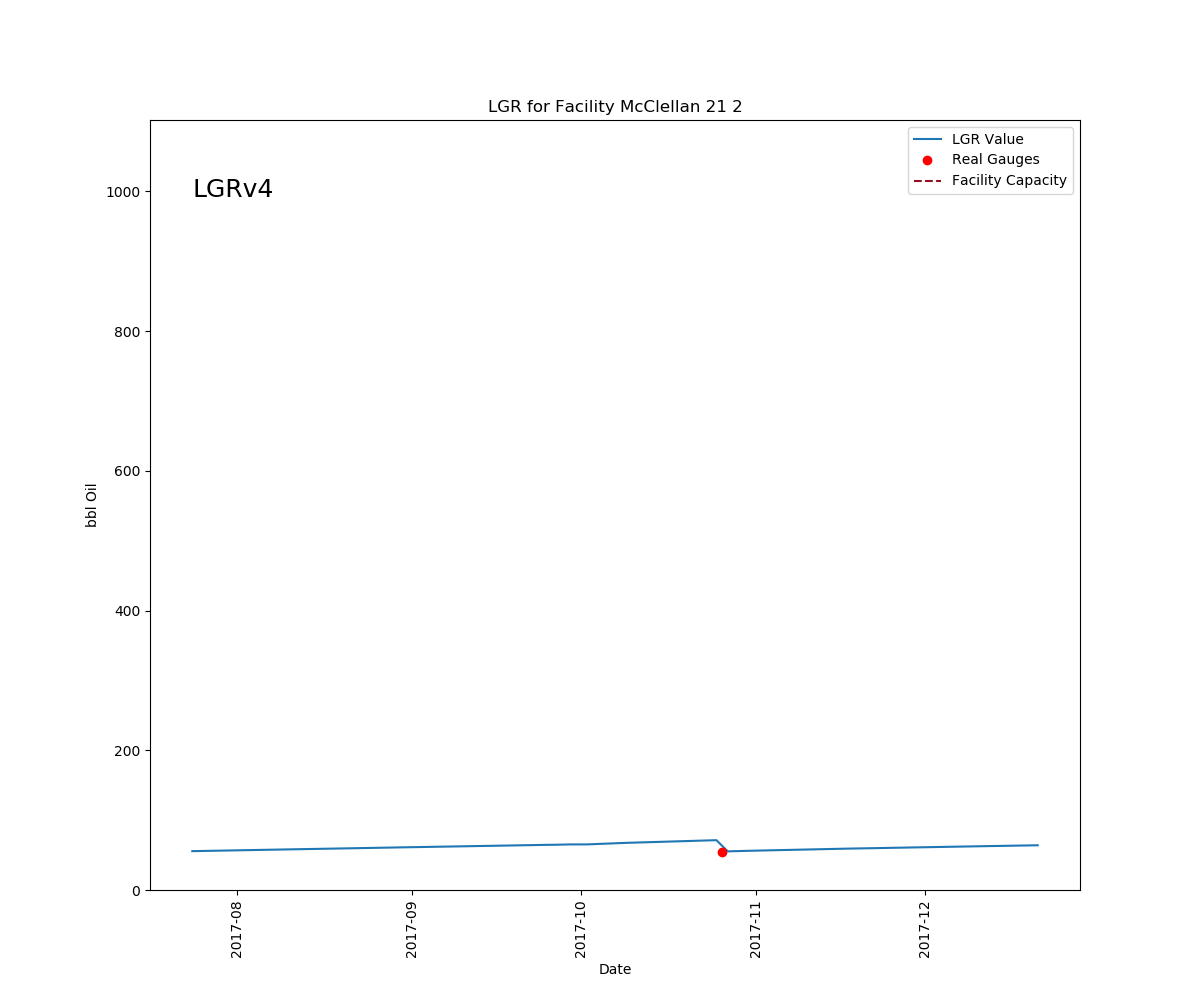 LGR for Facility McClellan 21 2
LGR Value
Real Gauges
Facility Capacity
LGRv4
1000
800
600
400
200
0
bbl Oil
2017-08
2017-09
2017-10
2017-11
2017-12
Date